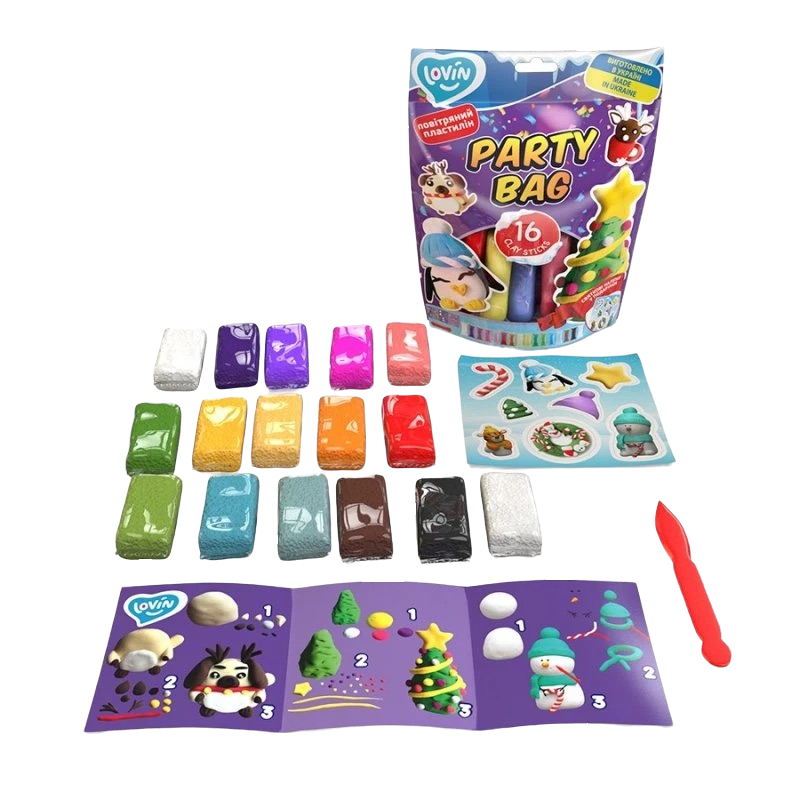 LOVIN
ВИГОТОВЛЕНО
В УКРАЇНІ
MADE
IN UKRAINE
повітряний
пластилін
PARTY
BAG
16
CLAY STICKS
LOVIN
1
2
3
1
2
3
1
2
3